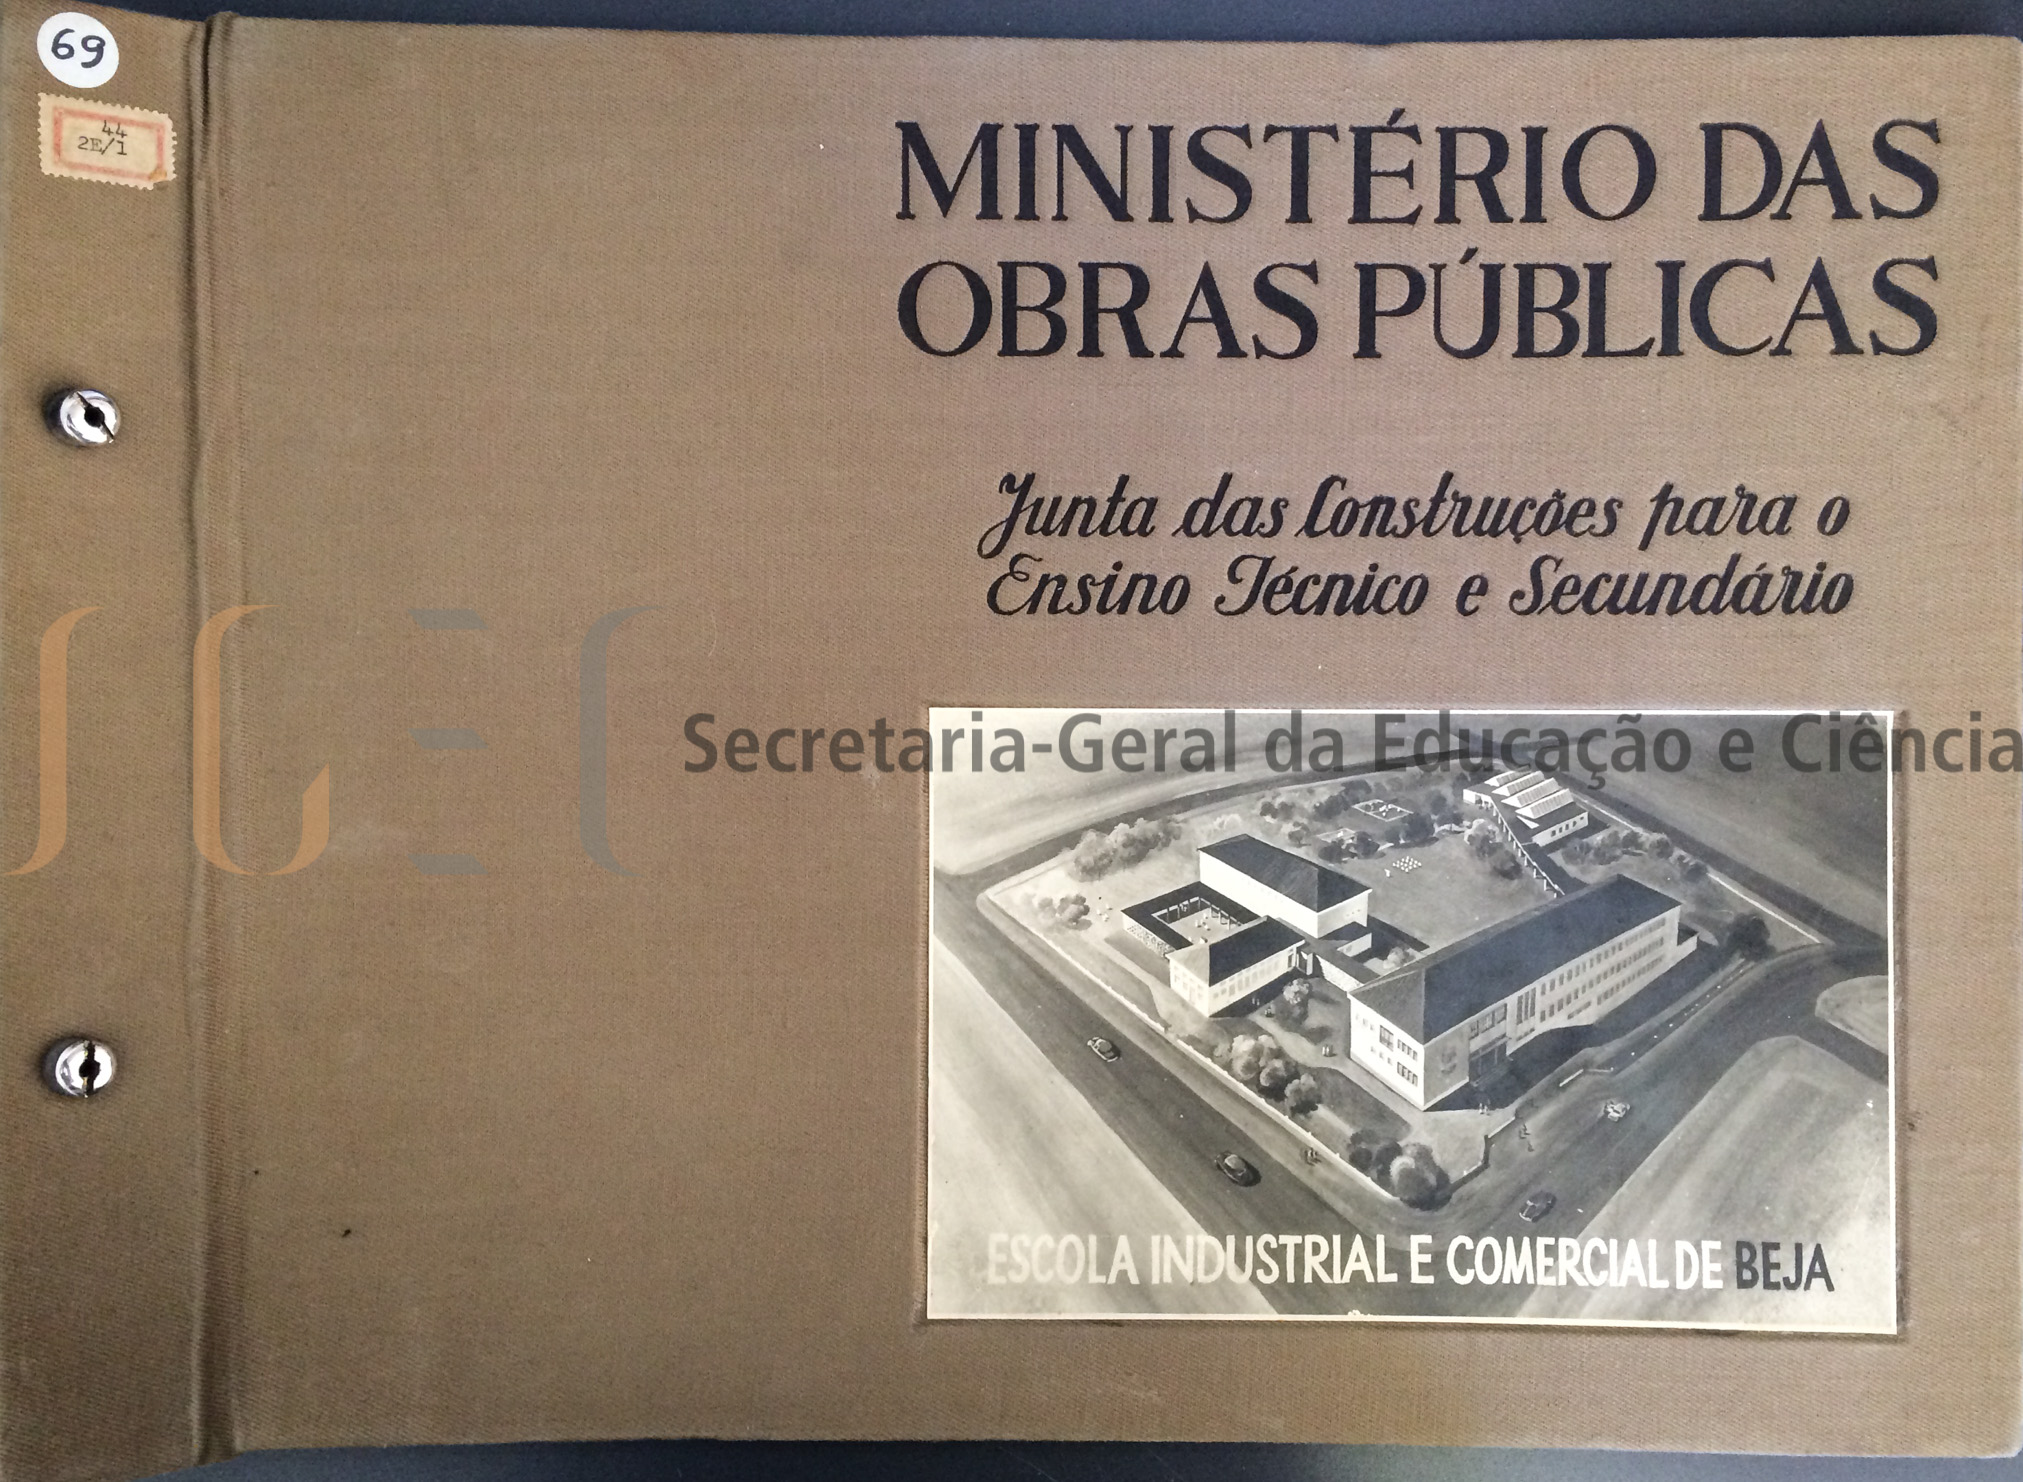 69
44
2E/1
MINISTÉRIO DAS
OBRAS PÚBLICAS
Junta das Construções para o
Ensino Técnico e Secundário
SGEC
Secretaria-Geral da Educação e Ciência
ESCOLA INDUSTRIAL E COMERCIAL DE BEJA